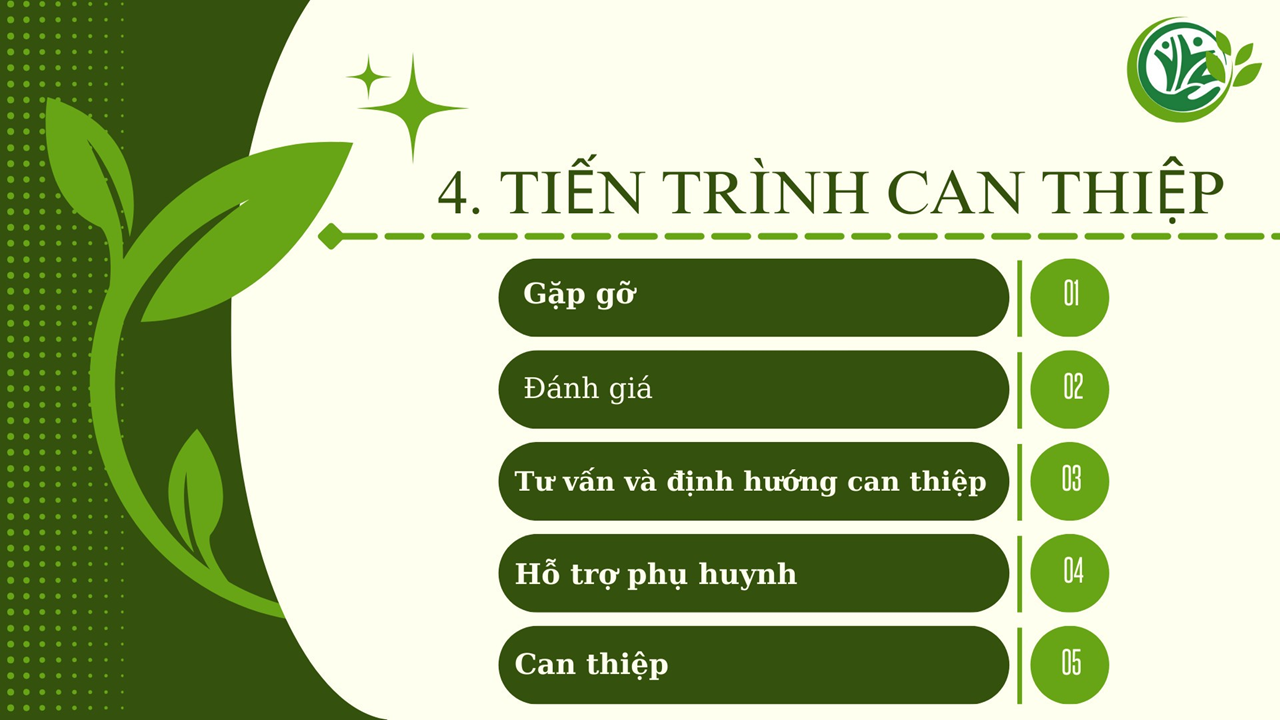 4. TIẾN TRÌNH CAN THIỆP
Gặp gỡ 01
Đánh giá 02
Tư vấn và định hướng can thiệp 03
Hỗ trợ phụ huynh 04
Can thiệp 05